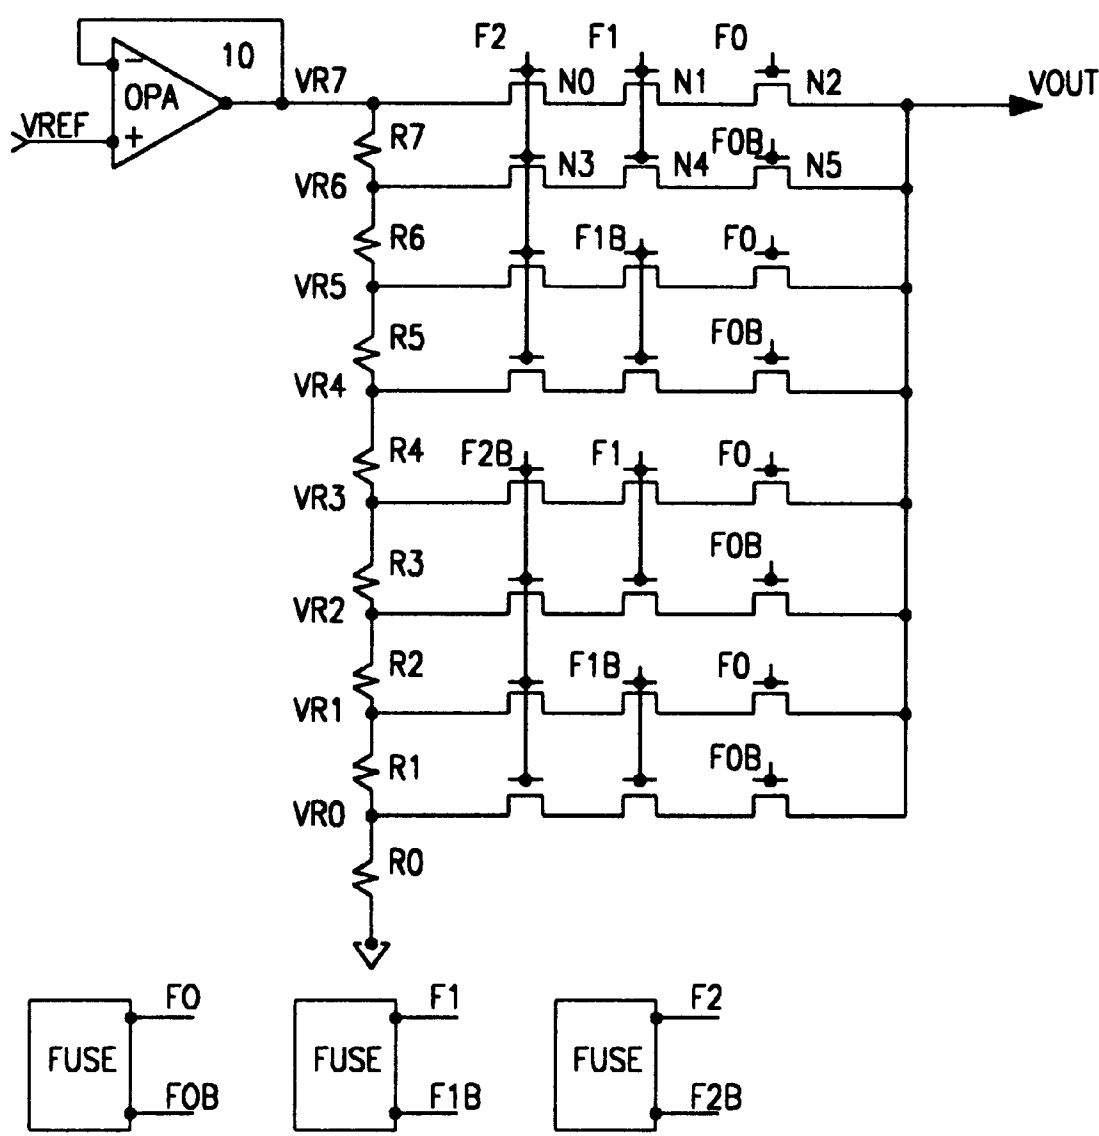 10
F2 F1 F0
- OPA VR7 N0 N1 N2 VOUT
VREF + R7 F0B
VR6 N3 N4 N5
R6 F1B F0
VR5
R5 F0B
VR4
R4 F2B F1 F0
VR3
R3 F0B
VR2
R2 F1B F0
VR1
R1 F0B
VR0
R0
F0 F1 F2
FUSE FUSE FUSE
F0B F1B F2B